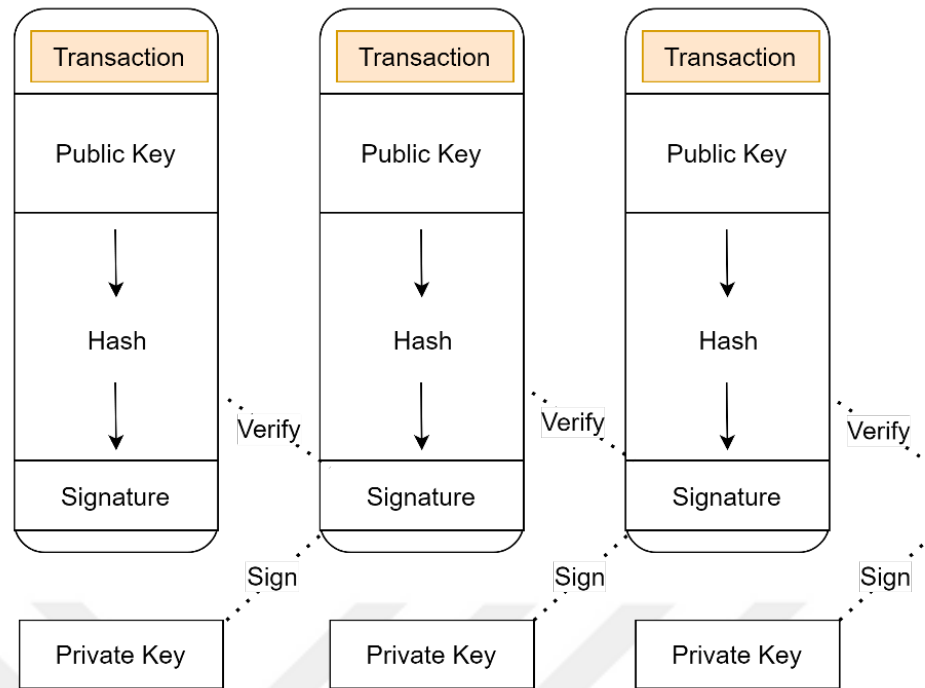 Transaction
Transaction
Transaction
Public Key
Public Key
Public Key
Hash
Hash
Hash
Verify
Verify
Verify
Signature
Signature
Signature
Sign
Sign
Sign
Private Key
Private Key
Private Key